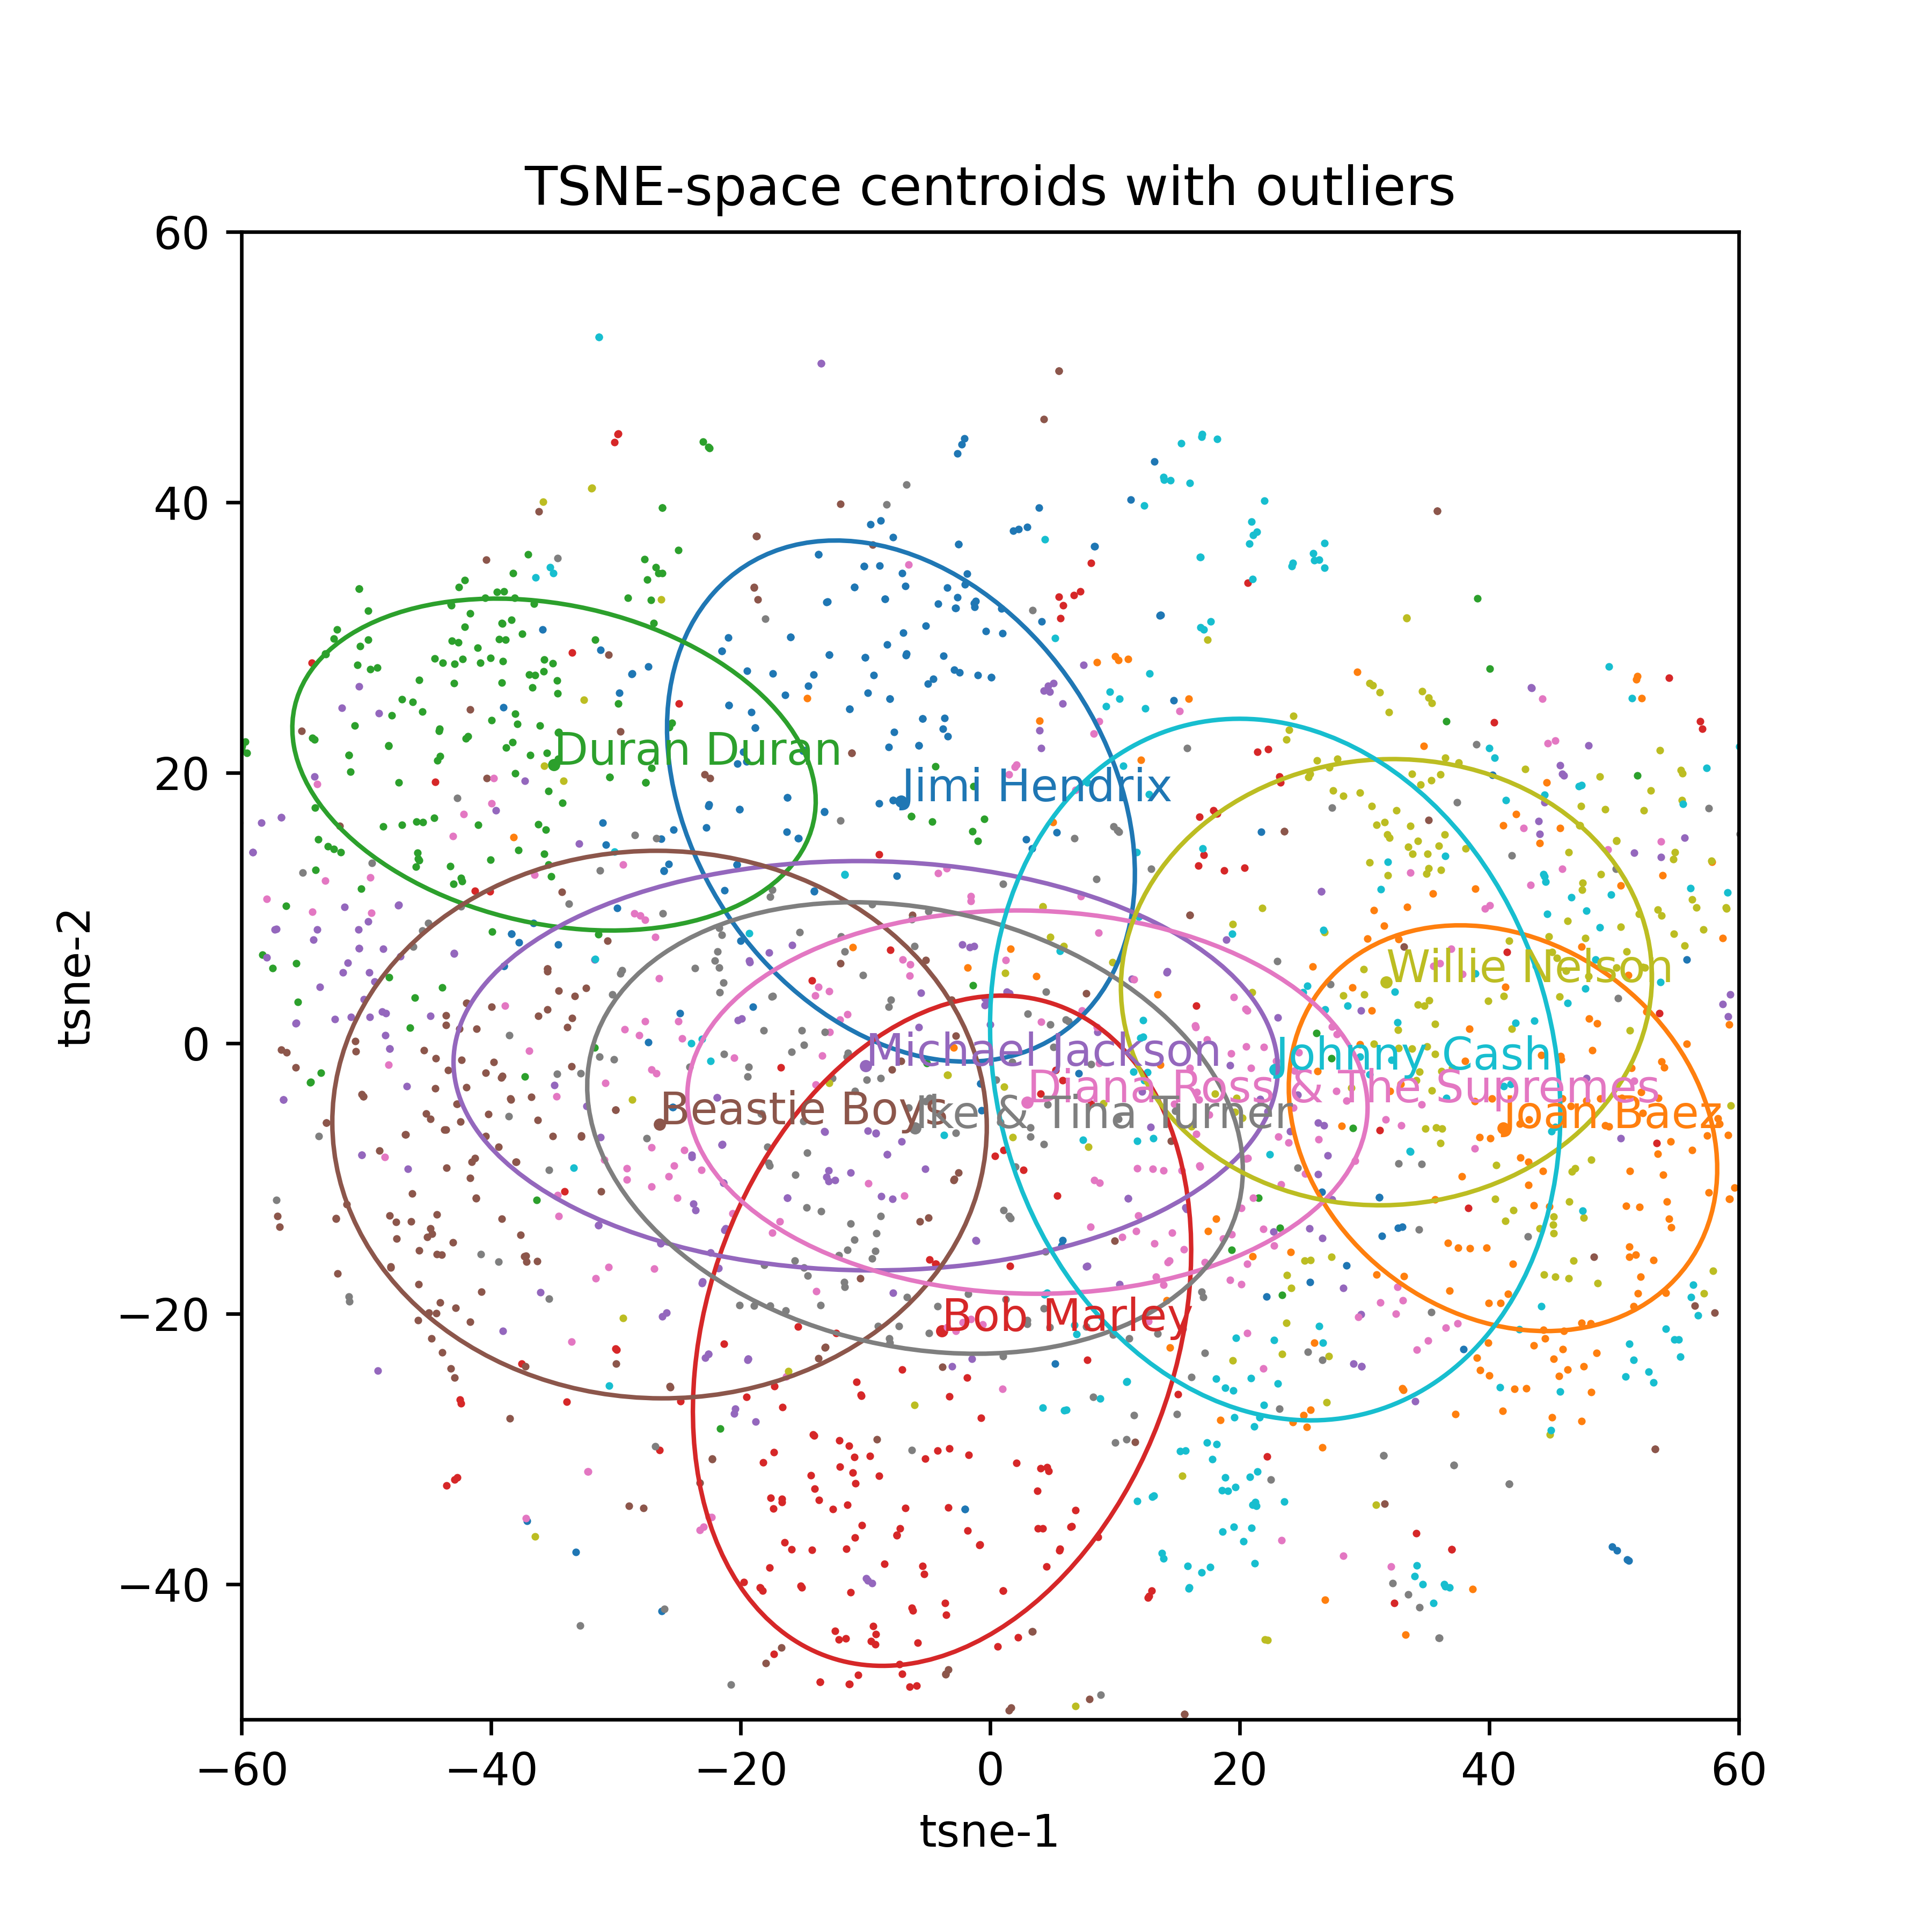 TSNE-space centroids with outliers
60
40
20
0
−20
−40
tsne-2
Duran Duran
Jimi Hendrix
Willie Nelson
Michael Jackson
Johnny Cash
Diana Ross & The Supremes
Beastie Boys
Ike & Tina Turner
Joan Baez
Bob Marley
−60 −40 −20 0 20 40 60
tsne-1